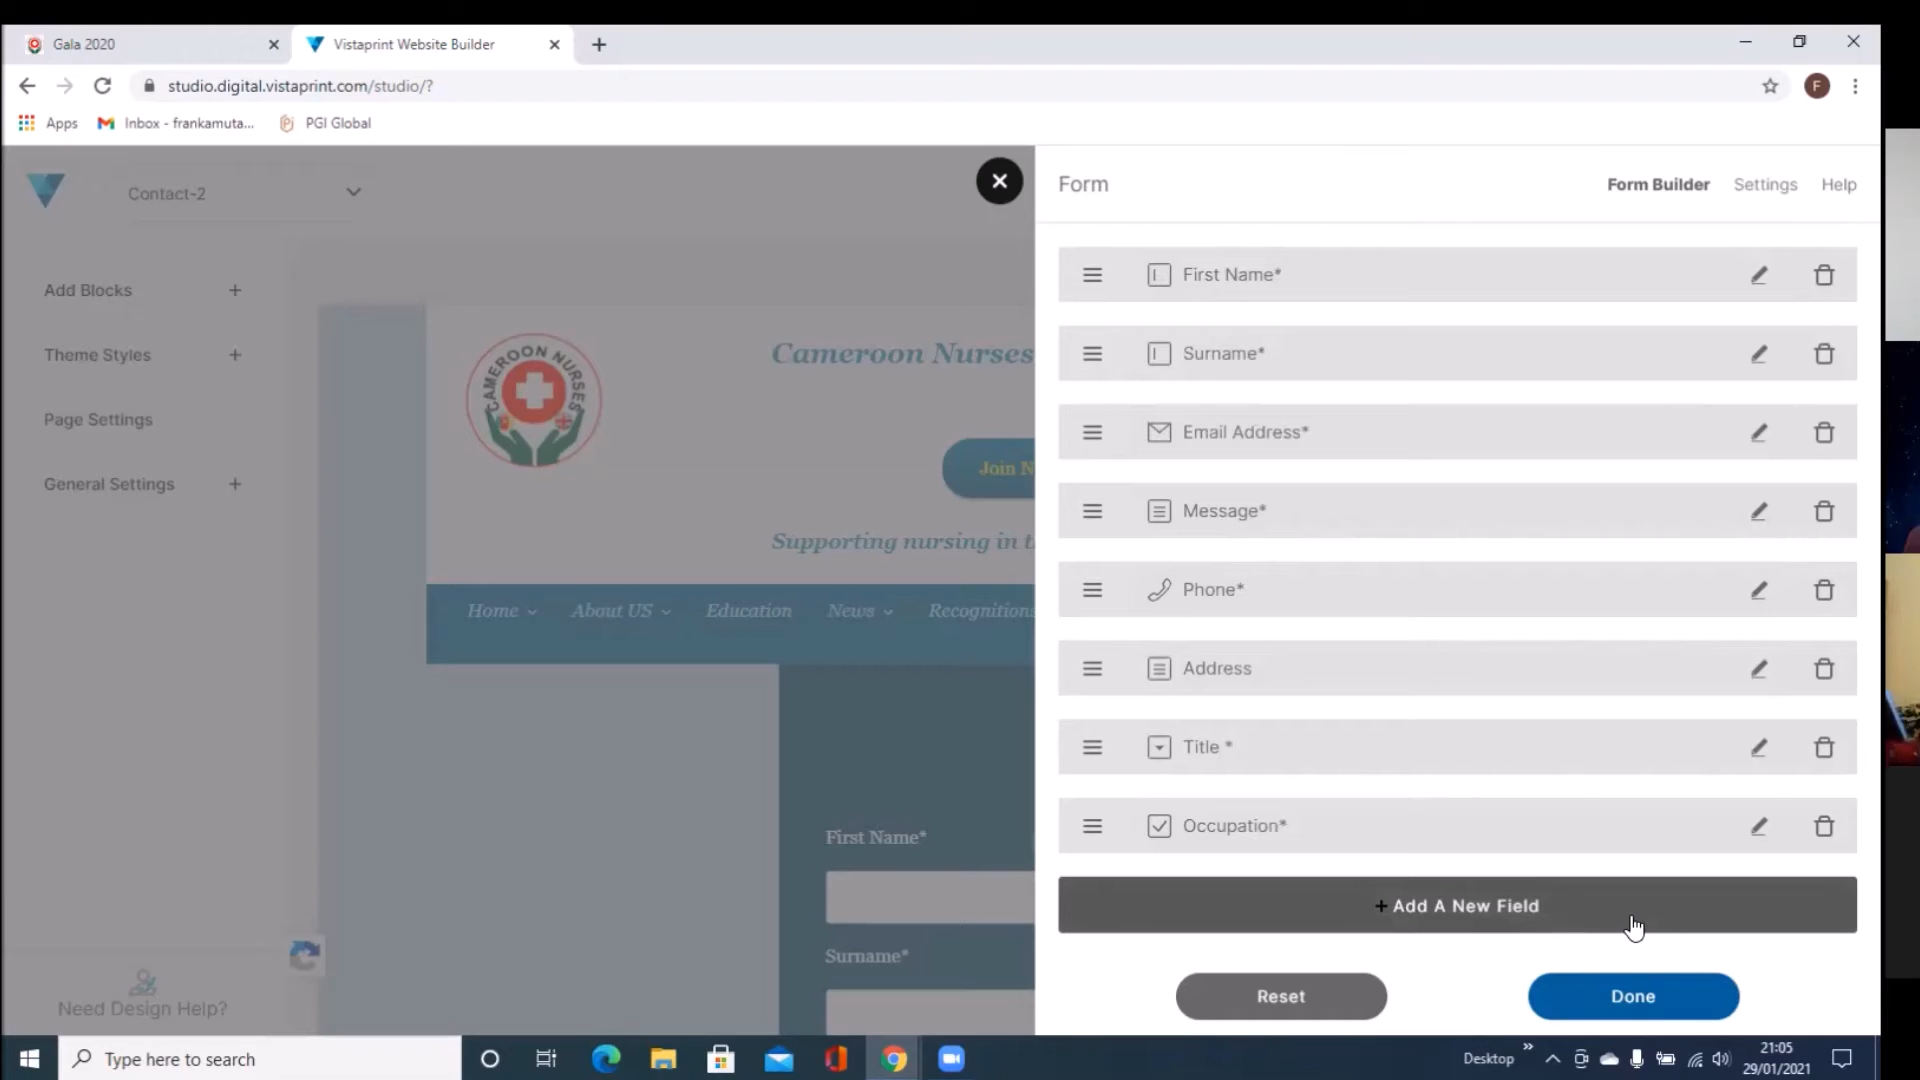 Gala 2020
Vistaprint Website Builder
studio.digital.vistaprint.com/studio/?
F
Apps
Inbox - frankamuta...
PGI Global
Contact-2
Form
Form Builder
Settings
Help
Add Blocks
Theme Styles
Page Settings
General Settings
CAMEROON NURSES
Cameroon Nurses
Join N
Supporting nursing in t
Home
About US
Education
News
Recognitions
First Name*
Surname*
First Name*
Surname*
Email Address*
Message*
Phone*
Address
Title *
Occupation*
+ Add A New Field
Reset
Done
Need Design Help?
Type here to search
Desktop
21:05
29/01/2021